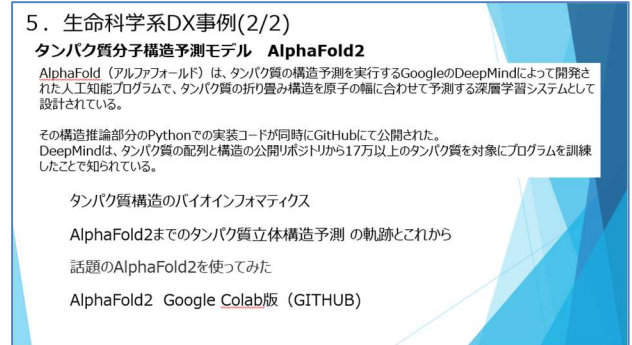 5．生命科学系DX事例(2/2)
タンパク質分子構造予測モデル　AlphaFold2
AlphaFold（アルファフォールド）は、タンパク質の構造予測を実行するGoogleのDeepMindによって開発さ
れた人工知能プログラムで、タンパク質の折り畳み構造を原子の幅に合わせて予測する深層学習システムとして
設計されている。
その構造推論部分のPythonでの実装コードが同時にGitHubにて公開された。
DeepMindは、タンパク質の配列と構造の公開リポジトリから17万以上のタンパク質を対象にプログラムを訓練
したことで知られている。
タンパク質構造のバイオインフォマティクス
AlphaFold2までのタンパク質立体構造予測 の軌跡とこれから
話題のAlphaFold2を使ってみた
AlphaFold2 Google Colab版（GITHUB)